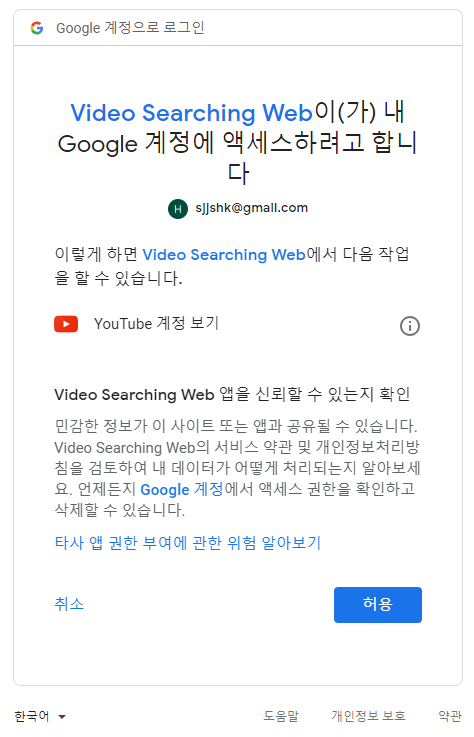 Google 계정으로 로그인
Video Searching Web이(가) 내
Google 계정에 액세스하려고 합니
다
H sjjshk@gmail.com
이렇게 하면 Video Searching Web에서 다음 작업
을 할 수 있습니다.
YouTube 계정 보기
Video Searching Web 앱을 신뢰할 수 있는지 확인
민감한 정보가 이 사이트 또는 앱과 공유될 수 있습니다.
Video Searching Web의 서비스 약관 및 개인정보처리방
침을 검토하여 내 데이터가 어떻게 처리되는지 알아보세
요. 언제든지 Google 계정에서 액세스 권한을 확인하고
삭제할 수 있습니다.
타사 앱 권한 부여에 관한 위험 알아보기
취소 허용
한국어 도움말 개인정보 보호 약관